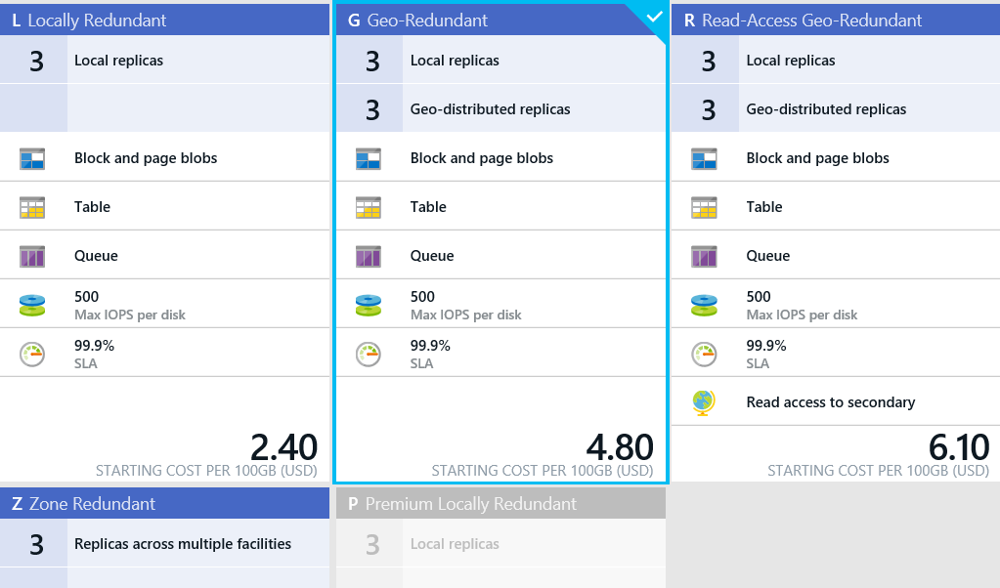 L Locally Redundant
3 Local replicas
Block and page blobs
Table
Queue
500
Max IOPS per disk
99.9%
SLA
2.40
STARTING COST PER 100GB (USD)
G Geo-Redundant
3 Local replicas
3 Geo-distributed replicas
Block and page blobs
Table
Queue
500
Max IOPS per disk
99.9%
SLA
4.80
STARTING COST PER 100GB (USD)
R Read-Access Geo-Redundant
3 Local replicas
3 Geo-distributed replicas
Block and page blobs
Table
Queue
500
Max IOPS per disk
99.9%
SLA
Read access to secondary
6.10
STARTING COST PER 100GB (USD)
Z Zone Redundant
3 Replicas across multiple facilities
P Premium Locally Redundant
3 Local replicas